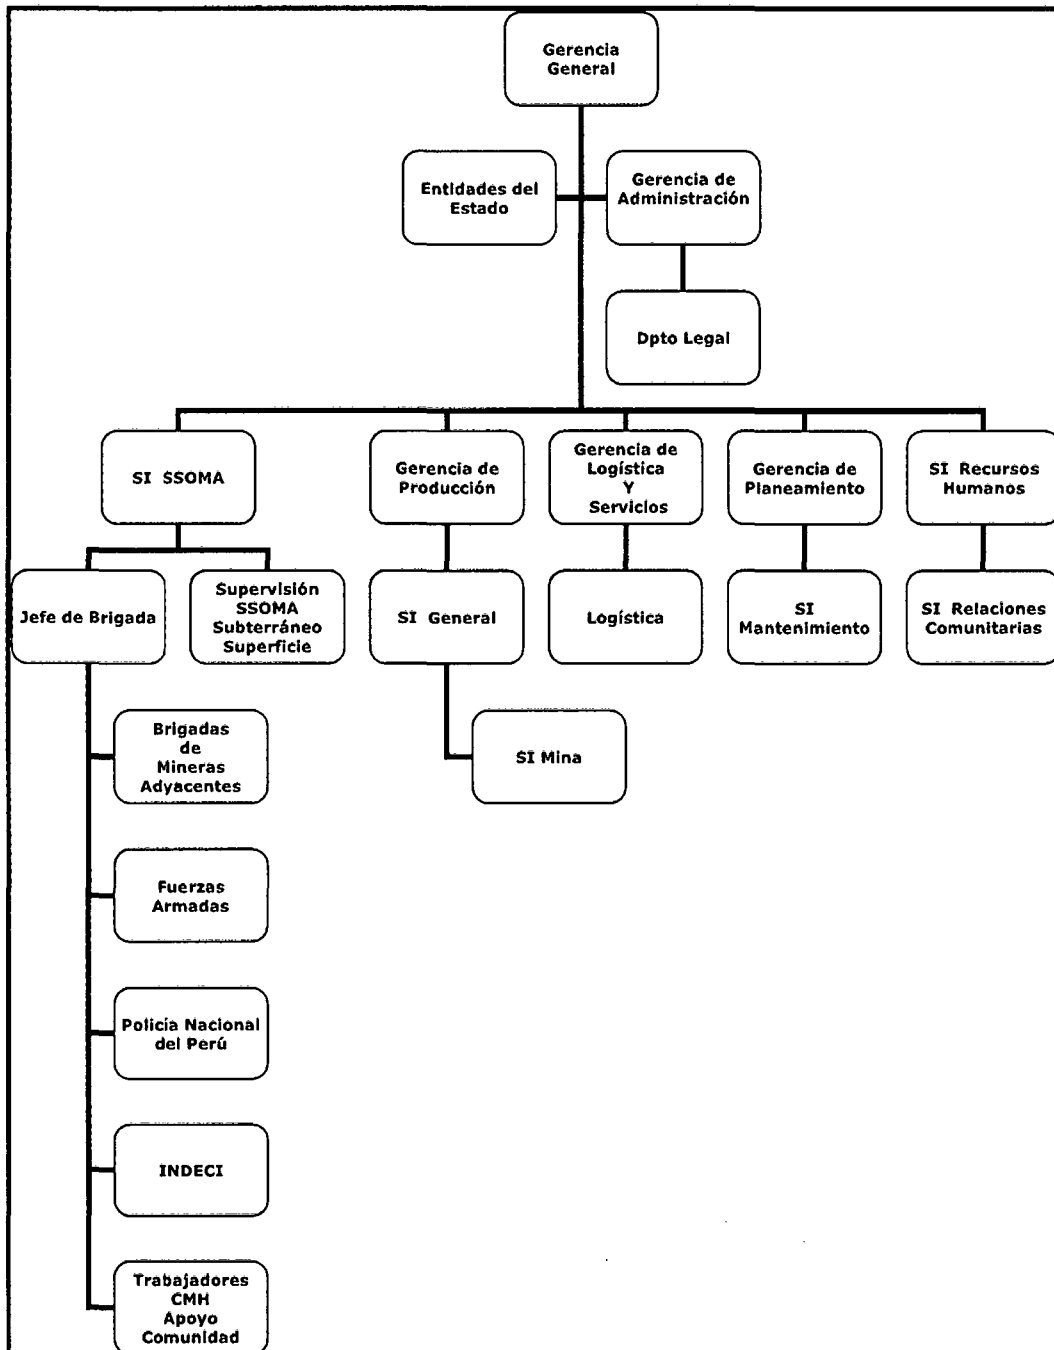 Gerencia
General
Entidades del
Estado
Gerencia de
Administración
Dpto Legal
SI SSOMA
Gerencia de
Producción
Gerencia de
Logística
Y
Servicios
Gerencia de
Planeamiento
SI Recursos
Humanos
Jefe de Brigada
Supervisión
SSOMA
Subterráneo
Superficie
SI General
Logística
SI
Mantenimiento
SI Relaciones
Comunitarias
Brigadas
de
Mineras
Adyacentes
SI Mina
Fuerzas
Armadas
Policía Nacional
del Perú
INDECI
Trabajadores
CMH
Apoyo
Comunidad